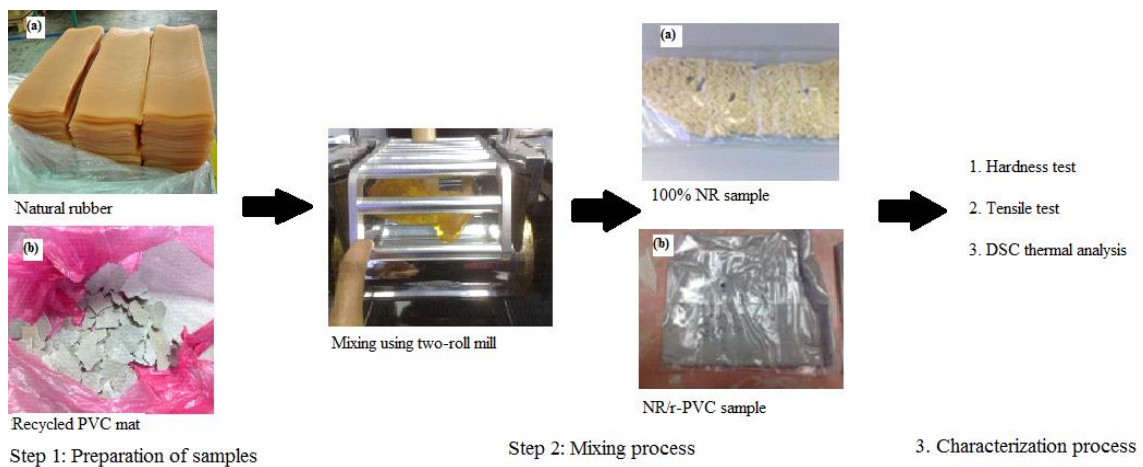 (a)
Natural rubber
(b)
Recycled PVC mat
Step 1: Preparation of samples
Mixing using two-roll mill
(a)
100% NR sample
(b)
NR/r-PVC sample
Step 2: Mixing process
1. Hardness test
2. Tensile test
3. DSC thermal analysis
3. Characterization process